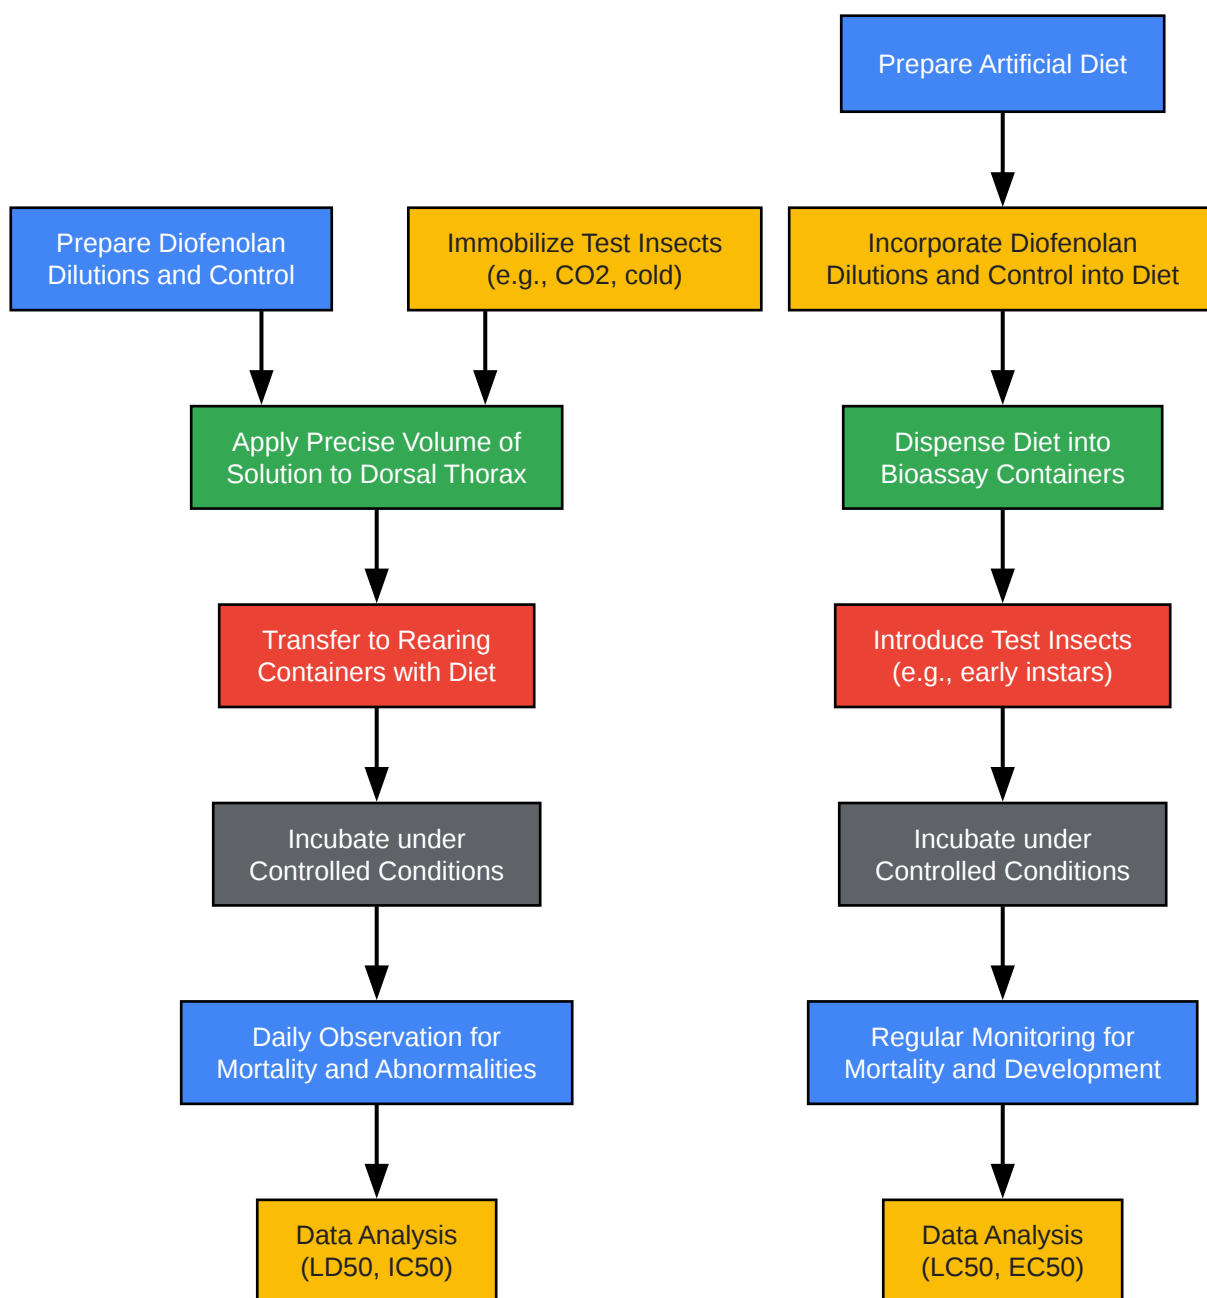 Prepare Diofenolan
Dilutions and Control
Immobilize Test Insects
(e.g., CO2, cold)
Apply Precise Volume of
Solution to Dorsal Thorax
Transfer to Rearing
Containers with Diet
Incubate under
Controlled Conditions
Daily Observation for
Mortality and Abnormalities
Data Analysis
(LD50, IC50)
Prepare Artificial Diet
Incorporate Diofenolan
Dilutions and Control into Diet
Dispense Diet into
Bioassay Containers
Introduce Test Insects
(e.g., early instars)
Incubate under
Controlled Conditions
Regular Monitoring for
Mortality and Development
Data Analysis
(LC50, EC50)